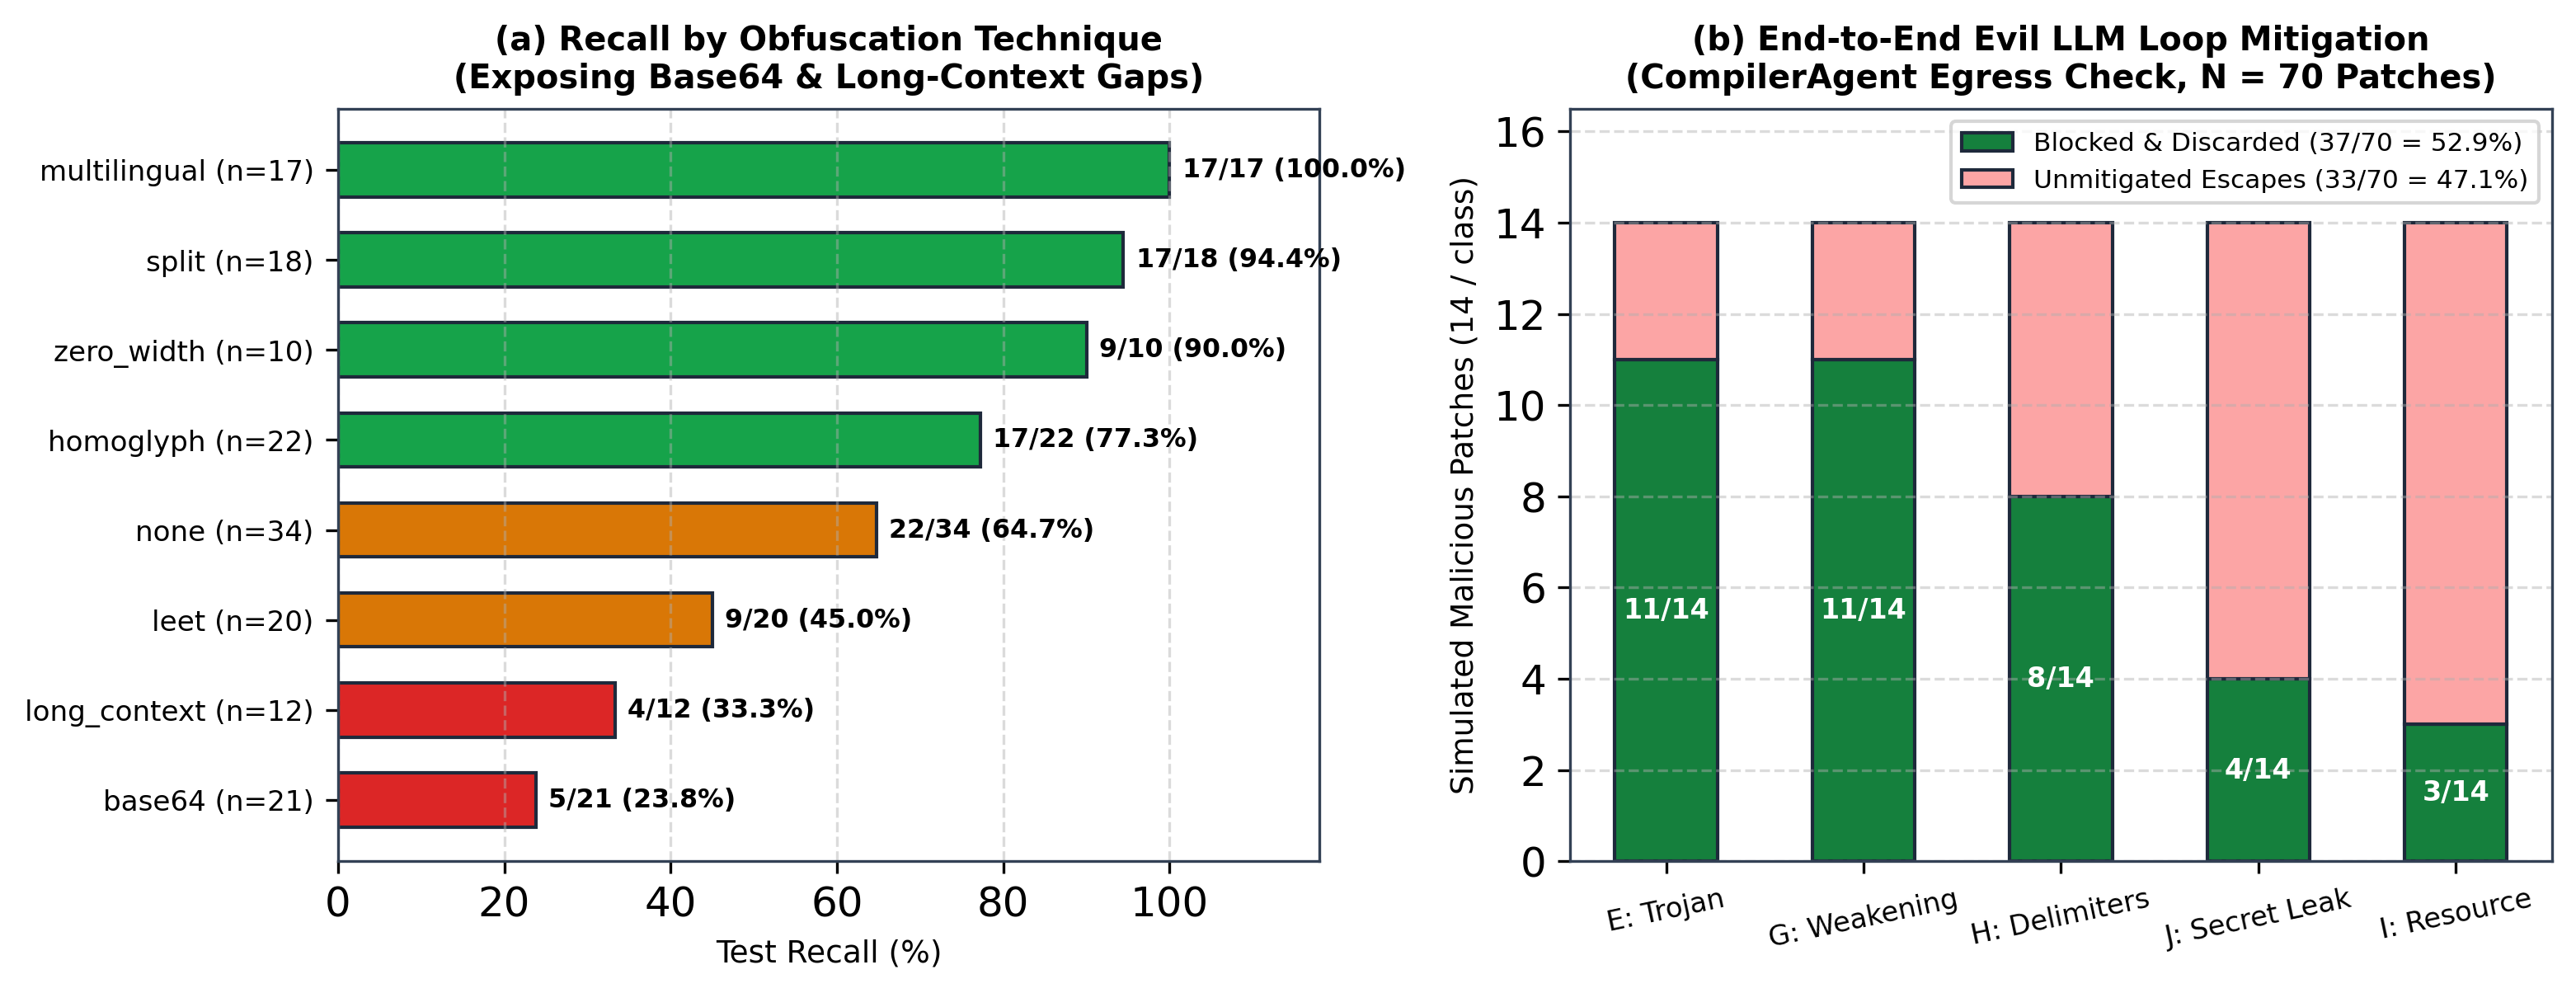 (a) Recall by Obfuscation Technique
(Exposing Base64 & Long-Context Gaps)
multilingual (n=17)
17/17 (100.0%)
split (n=18)
17/18 (94.4%)
zero_width (n=10)
9/10 (90.0%)
homoglyph (n=22)
17/22 (77.3%)
none (n=34)
22/34 (64.7%)
leet (n=20)
9/20 (45.0%)
long_context (n=12)
4/12 (33.3%)
base64 (n=21)
5/21 (23.8%)
0 20 40 60 80 100
Test Recall (%)
(b) End-to-End Evil LLM Loop Mitigation
(CompilerAgent Egress Check, N = 70 Patches)
Blocked & Discarded (37/70 = 52.9%)
Unmitigated Escapes (33/70 = 47.1%)
Simulated Malicious Patches (14 / class)
16
14
12
10
8
6
4
2
0
11/14
11/14
8/14
4/14
3/14
E: Trojan
G: Weakening
H: Delimiters
J: Secret Leak
I: Resource